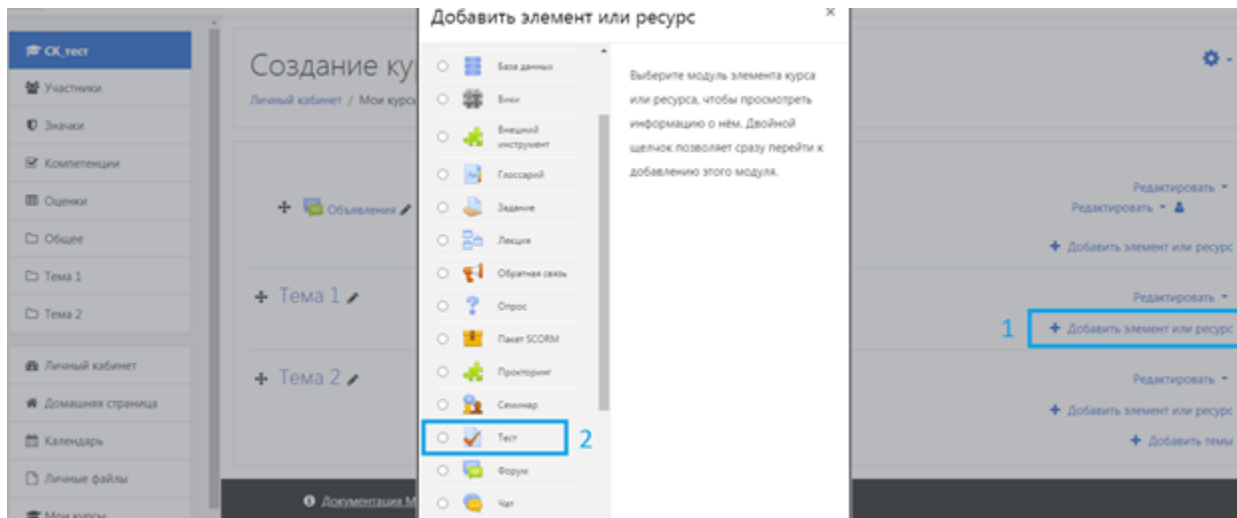 Добавить элемент или ресурс
×
СК_тест
Участники
Значки
Компетенции
Оценки
Общее
Тема 1
Тема 2
Личный кабинет
Домашняя страница
Календарь
Личные файлы
Мои курсы
Создание ку
Личный кабинет / Мои курсы
Объявления
Тема 1
Тема 2
Документация M
База данных
Вики
Внешний
инструмент
Глоссарий
Задание
Лекция
Обратная связь
Опрос
Пакет SCORM
Прокторинг
Семинар
Тест
2
Форум
Чат
Выберите модуль элемента курса
или ресурса, чтобы просмотреть
информацию о нём. Двойной
щелчок позволяет сразу перейти к
добавлению этого модуля.
Редактировать
Редактировать
Добавить элемент или ресурс
Редактировать
1
Добавить элемент или ресурс
Редактировать
Добавить элемент или ресурс
Добавить темы